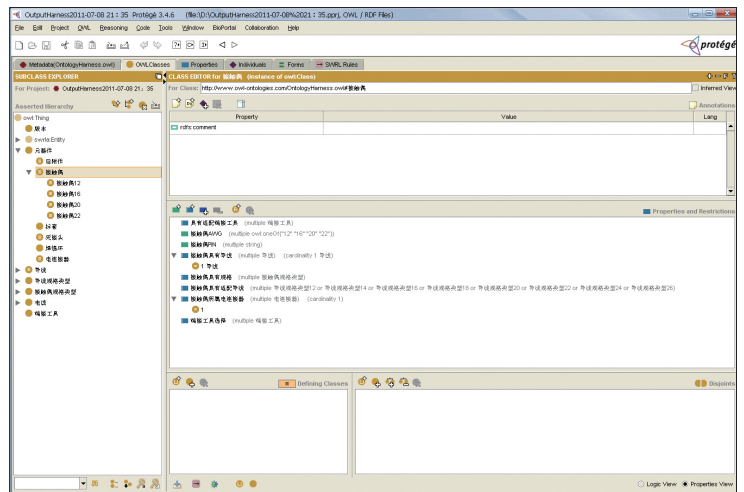 OutputHarness2011-07-08 21：35 Protégé 3.4.6 (file:\D:\OutputHarness2011-07-08%2021：35.pprj, OWL / RDF Files)
File Edit Project OWL Reasoning Code Tools Window BioPortal Collaboration Help
protégé
Metadata(OntologyHarness.owl) OWLClasses Properties Individuals Forms SWRL Rules
SUBCLASS EXPLORER
CLASS EDITOR for 接触偶 (instance of owl:Class)
For Project: OutputHarness2011-07-08 21：35
For Class: http://www.owl-ontologies.com/OntologyHarness.owl#接触偶
Inferred View
Asserted Hierarchy
Annotations
Property Value Lang
rdfs:comment
owl:Thing
版本
swrla:Entity
元器件
屏蔽件
接触偶
接触偶12
接触偶16
接触偶20
接触偶22
标套
死接头
焊锡环
电连接器
导线
导线规格类型
接触偶规格类型
电缆
端接工具
Properties and Restrictions
具有适配端接工具 (multiple 端接工具)
接触偶AWG (multiple owl:oneOf{"12" "16" "20" "22"})
接触偶PIN (multiple string)
接触偶具有导线 (multiple 导线) (cardinality 1 导线)
1 导线
接触偶具有规格 (multiple 接触偶规格类型)
接触偶具有适配导线 (multiple 导线规格类型12 or 导线规格类型14 or 导线规格类型16 or 导线规格类型18 or 导线规格类型20 or 导线规格类型22 or 导线规格类型24 or 导线规格类型26)
接触偶所属电连接器 (multiple 电连接器) (cardinality 1)
1
端接工具选择 (multiple 端接工具)
Defining Classes
Disjoints
Logic View Properties View